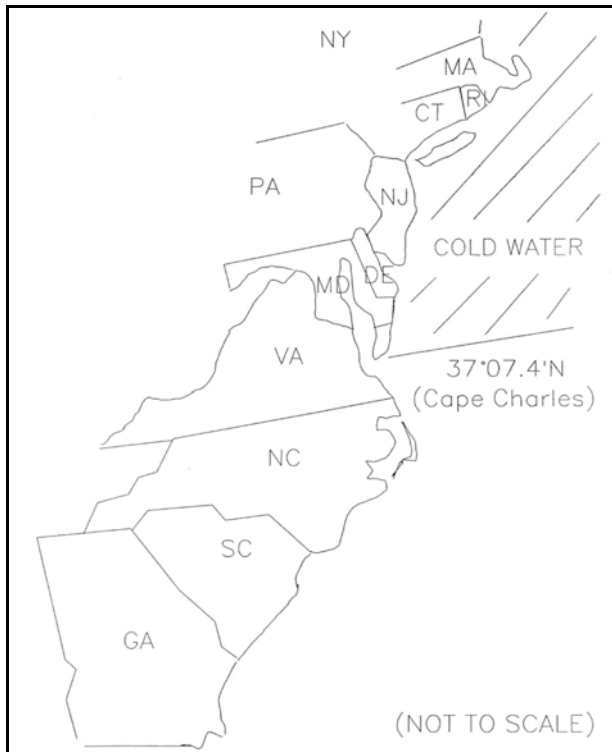 NY
MA
CT
RI
PA
NJ
COLD WATER
MD
DE
VA
37°07.4'N
(Cape Charles)
NC
SC
GA
(NOT TO SCALE)